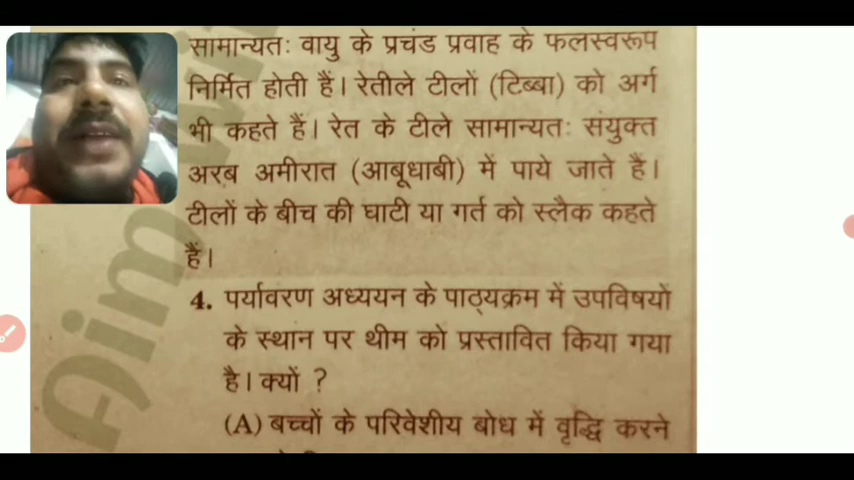 सामान्यतः वायु के प्रचंड प्रवाह के फलस्वरूप
निर्मित होती हैं। रेतीले टीलों (टिब्बा) को अर्ग
भी कहते हैं। रेत के टीले सामान्यतः संयुक्त
अरब अमीरात (आबूधाबी) में पाये जाते है।
टीलों के बीच की घाटी या गर्त को स्लैक कहते
हैं।
4. पर्यावरण अध्ययन के पाठ्यक्रम में उपविषयों
के स्थान पर थीम को प्रस्तावित किया गया
है। क्यों ?
(A) बच्चों के परिवेशीय बोध में वृद्धि करने